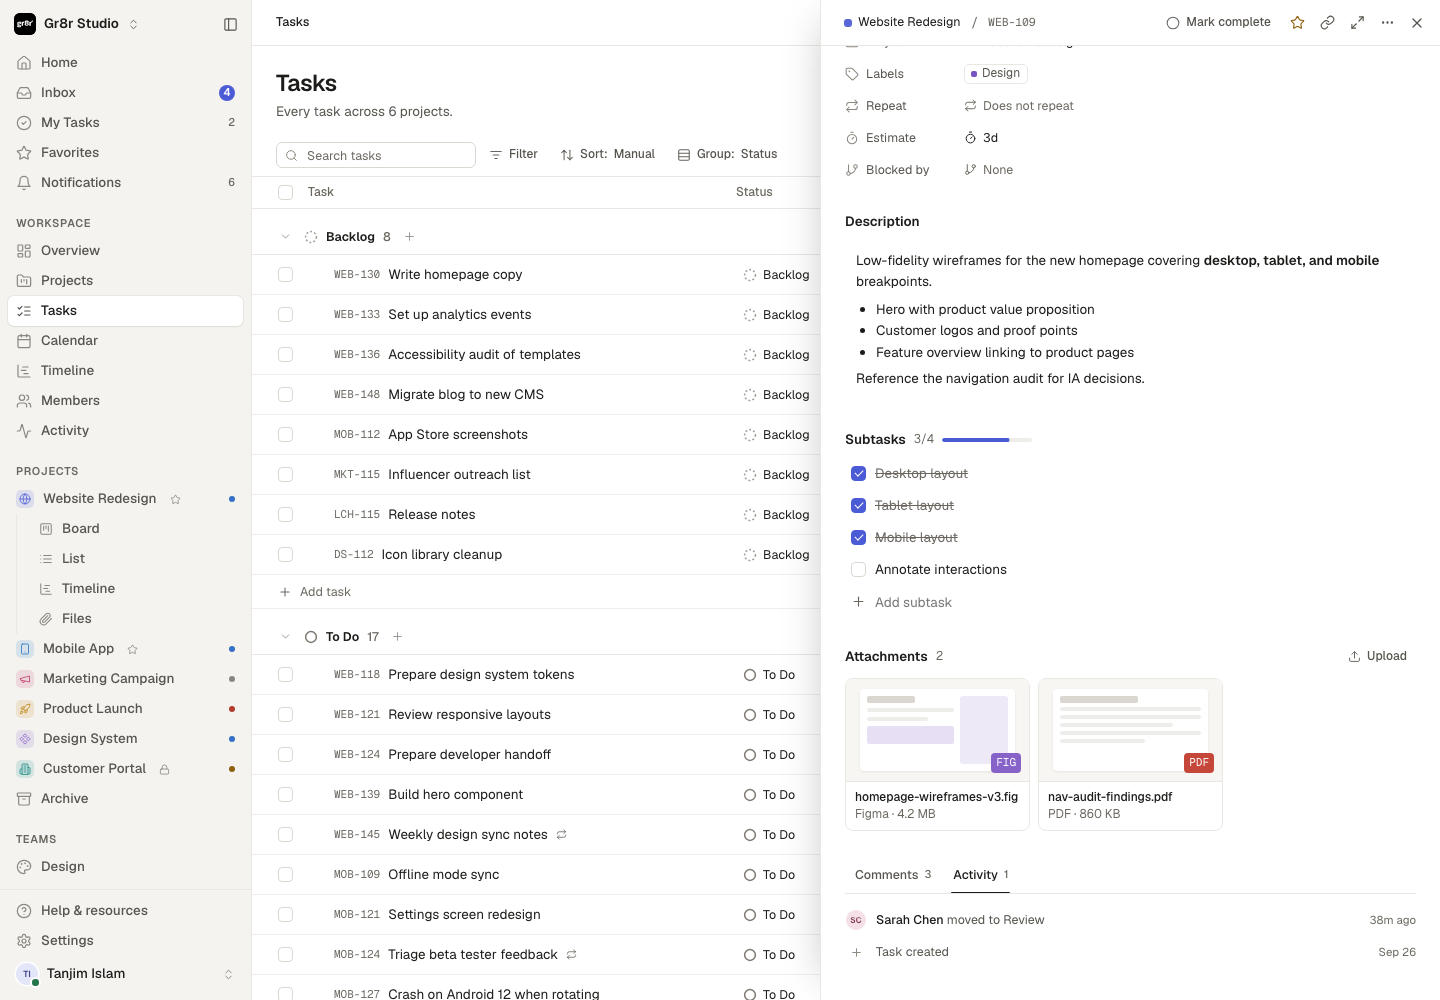 gr8r
Gr8r Studio
Home
Inbox 4
My Tasks 2
Favorites
Notifications 6
WORKSPACE
Overview
Projects
Tasks
Calendar
Timeline
Members
Activity
PROJECTS
Website Redesign
Board
List
Timeline
Files
Mobile App
Marketing Campaign
Product Launch
Design System
Customer Portal
Archive
TEAMS
Design
Help & resources
Settings
TI Tanjim Islam
Tasks
Tasks
Every task across 6 projects.
Search tasks
Filter
Sort: Manual
Group: Status
Task Status
Backlog 8
WEB-130 Write homepage copy Backlog
WEB-133 Set up analytics events Backlog
WEB-136 Accessibility audit of templates Backlog
WEB-148 Migrate blog to new CMS Backlog
MOB-112 App Store screenshots Backlog
MKT-115 Influencer outreach list Backlog
LCH-115 Release notes Backlog
DS-112 Icon library cleanup Backlog
Add task
To Do 17
WEB-118 Prepare design system tokens To Do
WEB-121 Review responsive layouts To Do
WEB-124 Prepare developer handoff To Do
WEB-139 Build hero component To Do
WEB-145 Weekly design sync notes To Do
MOB-109 Offline mode sync To Do
MOB-121 Settings screen redesign To Do
MOB-124 Triage beta tester feedback To Do
MOB-127 Crash on Android 12 when rotating To Do
Website Redesign / WEB-109
Mark complete
Labels Design
Repeat Does not repeat
Estimate 3d
Blocked by None
Description
Low-fidelity wireframes for the new homepage covering desktop, tablet, and mobile
breakpoints.
• Hero with product value proposition
• Customer logos and proof points
• Feature overview linking to product pages
Reference the navigation audit for IA decisions.
Subtasks 3/4
Desktop layout
Tablet layout
Mobile layout
Annotate interactions
Add subtask
Attachments 2
Upload
FIG
homepage-wireframes-v3.fig
Figma · 4.2 MB
PDF
nav-audit-findings.pdf
PDF · 860 KB
Comments 3
Activity 1
SC Sarah Chen moved to Review 38m ago
Task created Sep 26